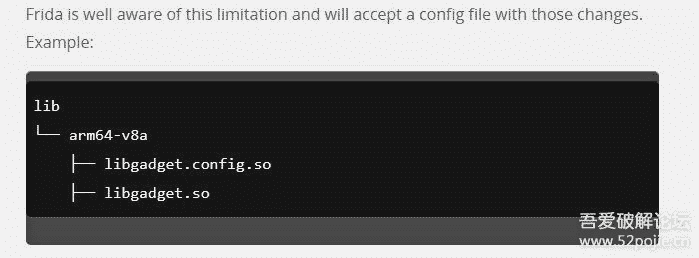 Frida is well aware of this limitation and will accept a config file with those changes.
Example:
lib
└── arm64-v8a
    ├── libgadget.config.so
    ├── libgadget.so
吾爱破解论坛
www.52pojie.cn